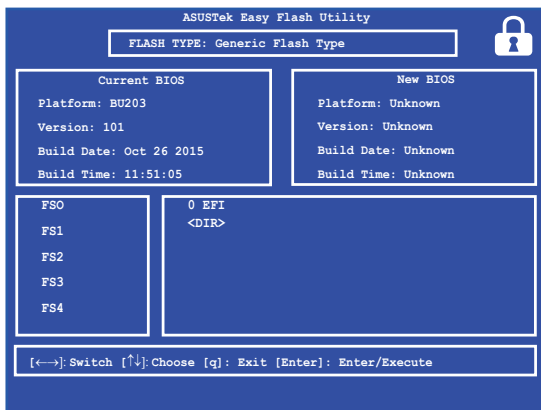 ASUSTek Easy Flash Utility
FLASH TYPE: Generic Flash Type
Current BIOS
Platform: BU203
Version: 101
Build Date: Oct 26 2015
Build Time: 11:51:05
New BIOS
Platform: Unknown
Version: Unknown
Build Date: Unknown
Build Time: Unknown
FSO
FS1
FS2
FS3
FS4
0 EFI
<DIR>
[←→]: Switch [↑↓]: Choose [q]: Exit [Enter]: Enter/Execute